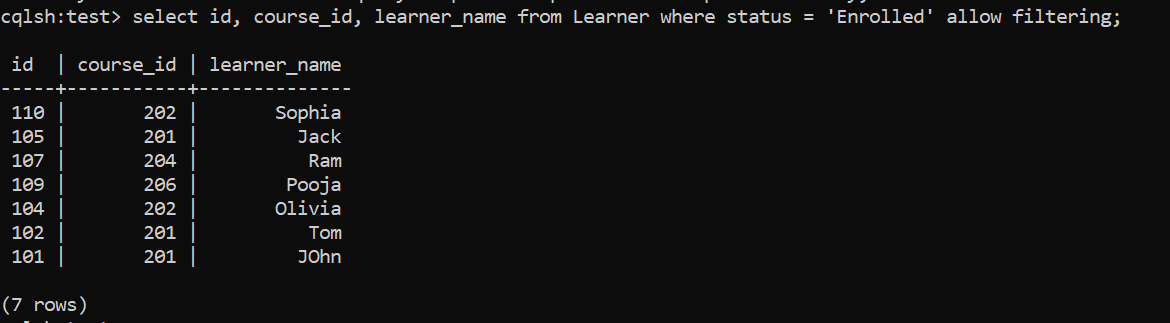 cqlsh:test> select id, course_id, learner_name from Learner where status = 'Enrolled' allow filtering;
id | course_id | learner_name
-----+-----------+--------------
110 | 202 | Sophia
105 | 201 | Jack
107 | 204 | Ram
109 | 206 | Pooja
104 | 202 | Olivia
102 | 201 | Tom
101 | 201 | JOhn
(7 rows)